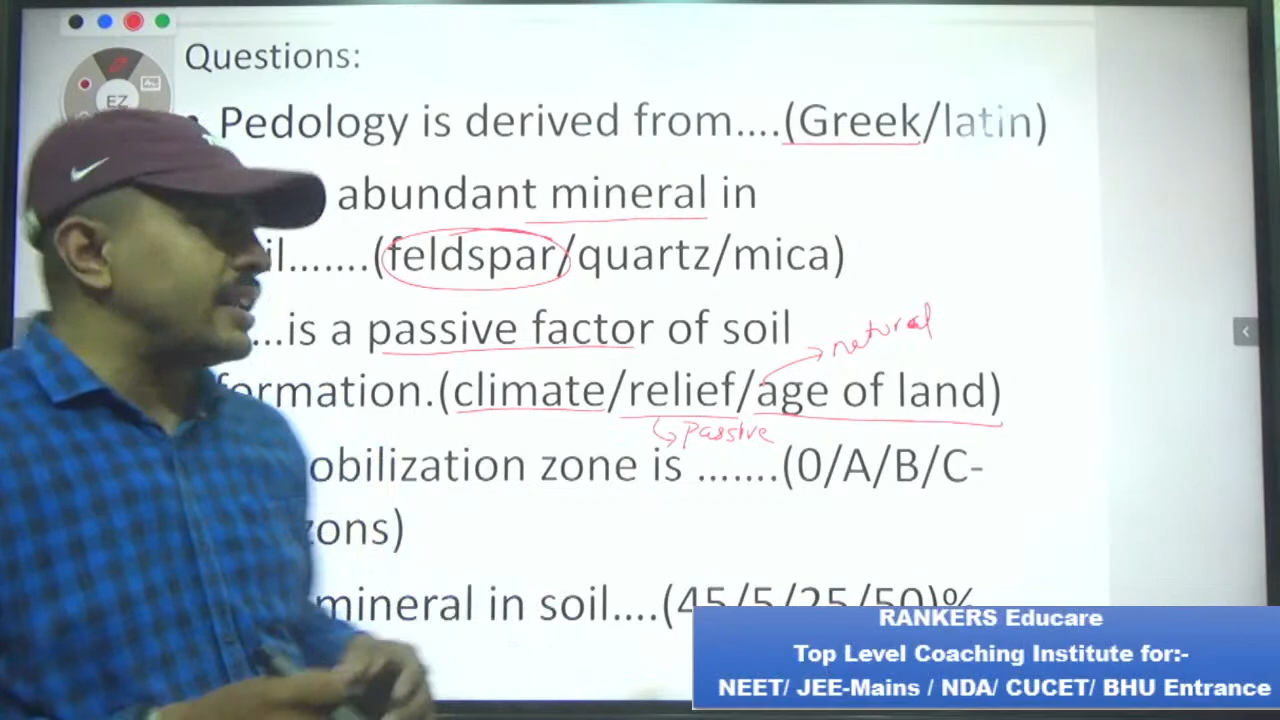 Questions:
EZ
Pedology is derived from....(Greek/latin)
abundant mineral in
il.......(feldspar/quartz/mica)
...is a passive factor of soil
natural
formation.(climate/relief/age of land)
passive
obilization zone is .......(0/A/B/C-
zons)
mineral in soil....(45/5/25/50)%
RANKERS Educare
Top Level Coaching Institute for:-
NEET/ JEE-Mains / NDA/ CUCET/ BHU Entrance